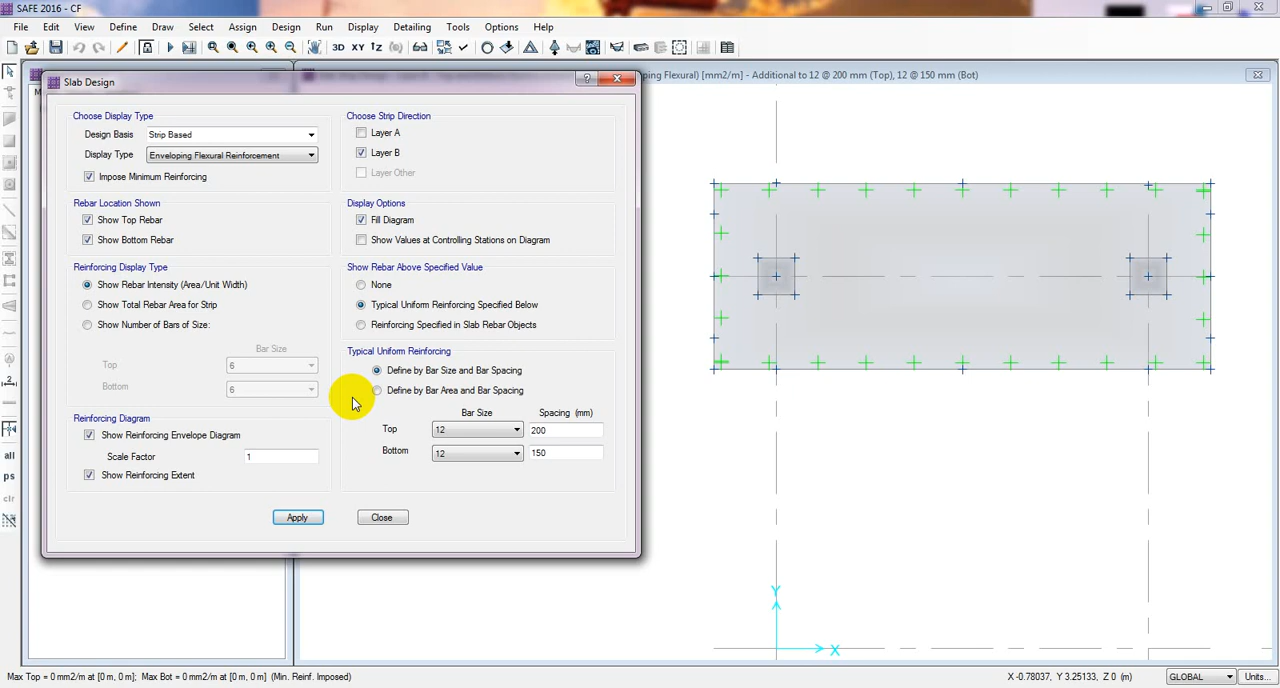 SAFE 2016 - CF
File Edit View Define Draw Select Assign Design Run Display Detailing Tools Options Help
3D XY
Slab Design
ping Flexural) [mm2/m] - Additional to 12 @ 200 mm (Top), 12 @ 150 mm (Bot)
Choose Display Type
Design Basis Strip Based
Display Type Enveloping Flexural Reinforcement
Impose Minimum Reinforcing
Choose Strip Direction
Layer A
Layer B
Layer Other
Rebar Location Shown
Show Top Rebar
Show Bottom Rebar
Display Options
Fill Diagram
Show Values at Controlling Stations on Diagram
Reinforcing Display Type
Show Rebar Intensity (Area/Unit Width)
Show Total Rebar Area for Strip
Show Number of Bars of Size:
Bar Size
Top 6
Bottom 6
Show Rebar Above Specified Value
None
Typical Uniform Reinforcing Specified Below
Reinforcing Specified in Slab Rebar Objects
Typical Uniform Reinforcing
Define by Bar Size and Bar Spacing
Define by Bar Area and Bar Spacing
Bar Size Spacing (mm)
Top 12 200
Bottom 12 150
Reinforcing Diagram
Show Reinforcing Envelope Diagram
Scale Factor 1
Show Reinforcing Extent
Apply Close
all
ps
clr
Y
X
Max Top = 0 mm2/m at [0 m, 0 m]; Max Bot = 0 mm2/m at [0 m, 0 m] (Min. Reinf. Imposed)
X -0.78037, Y 3.25133, Z 0 (m)
GLOBAL
Units...